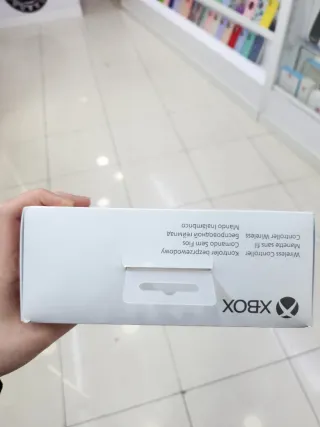 XBOX
Wireless Controller
Manette sans fil
Controller Wireless
Kontroler bezprzewodowy
Comando Sem Fios
Беспроводной геймпад
Mando Inalámbrico